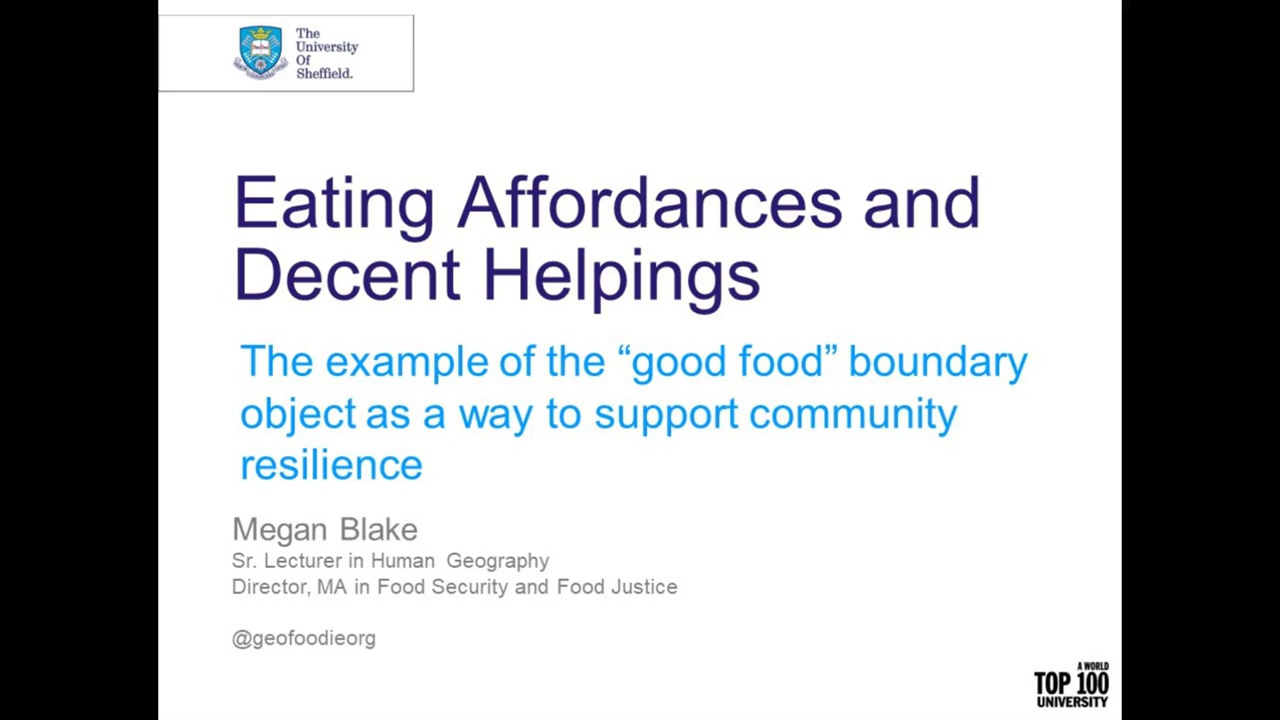 The
University
Of
Sheffield.
Eating Affordances and
Decent Helpings
The example of the “good food” boundary
object as a way to support community
resilience
Megan Blake
Sr. Lecturer in Human Geography
Director, MA in Food Security and Food Justice
@geofoodieorg
A WORLD
TOP 100
UNIVERSITY